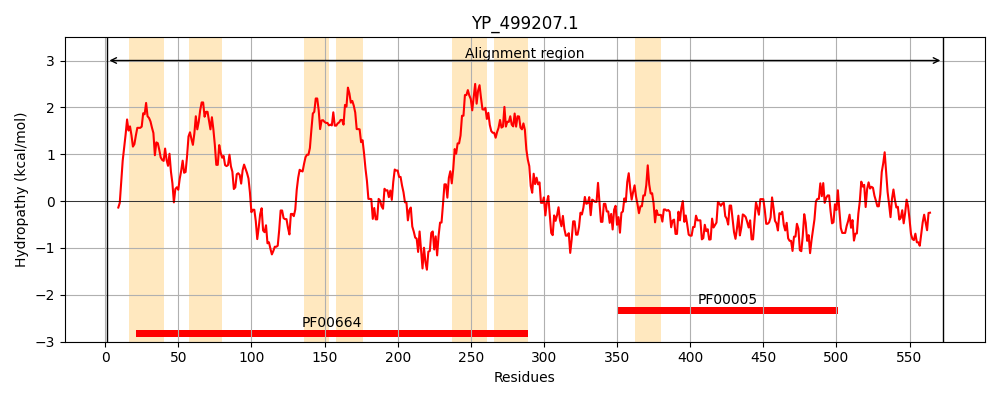 YP_499207.1
Alignment region
3
2
1
0
−1
−2
−3
Hydropathy (kcal/mol)
PF00005
PF00664
0 50 100 150 200 250 300 350 400 450 500 550
Residues